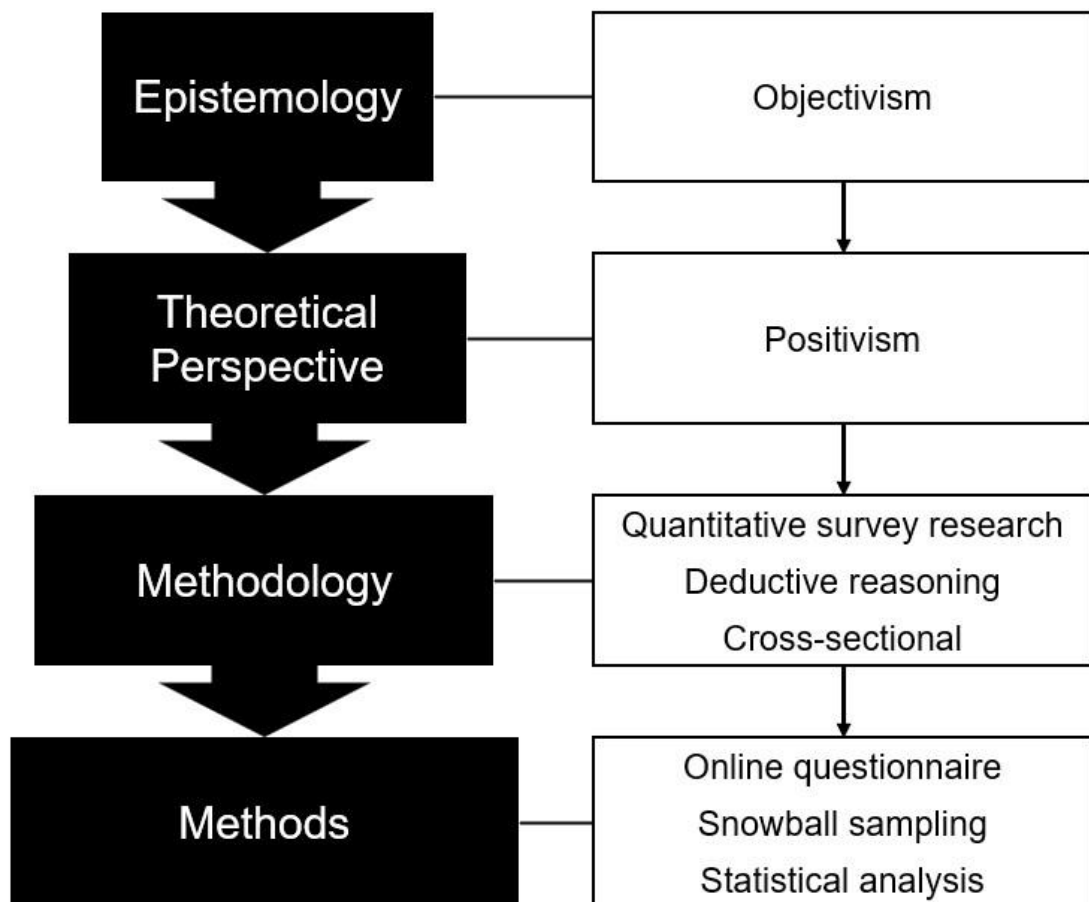 Epistemology
Objectivism
Theoretical
Perspective
Positivism
Methodology
Quantitative survey research
Deductive reasoning
Cross-sectional
Methods
Online questionnaire
Snowball sampling
Statistical analysis